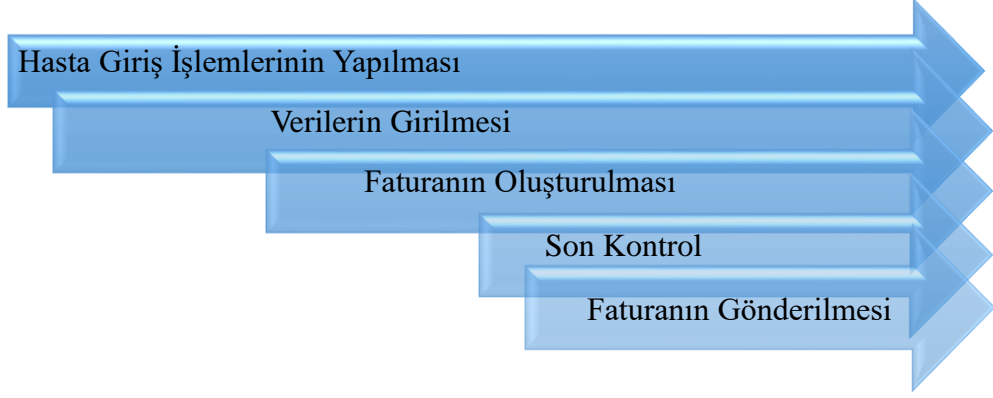 Hasta Giriş İşlemlerinin Yapılması
Verilerin Girilmesi
Faturanın Oluşturulması
Son Kontrol
Faturanın Gönderilmesi